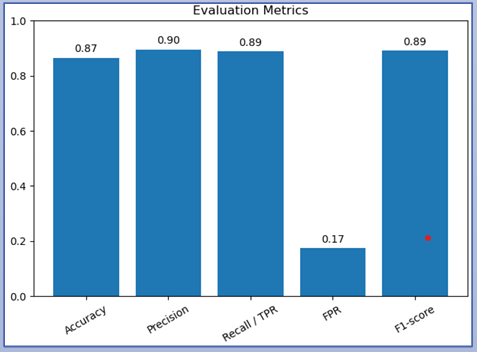 Evaluation Metrics
1.0
0.8
0.6
0.4
0.2
0.0
0.87
0.90
0.89
0.17
0.89
Accuracy
Precision
Recall / TPR
FPR
F1-score